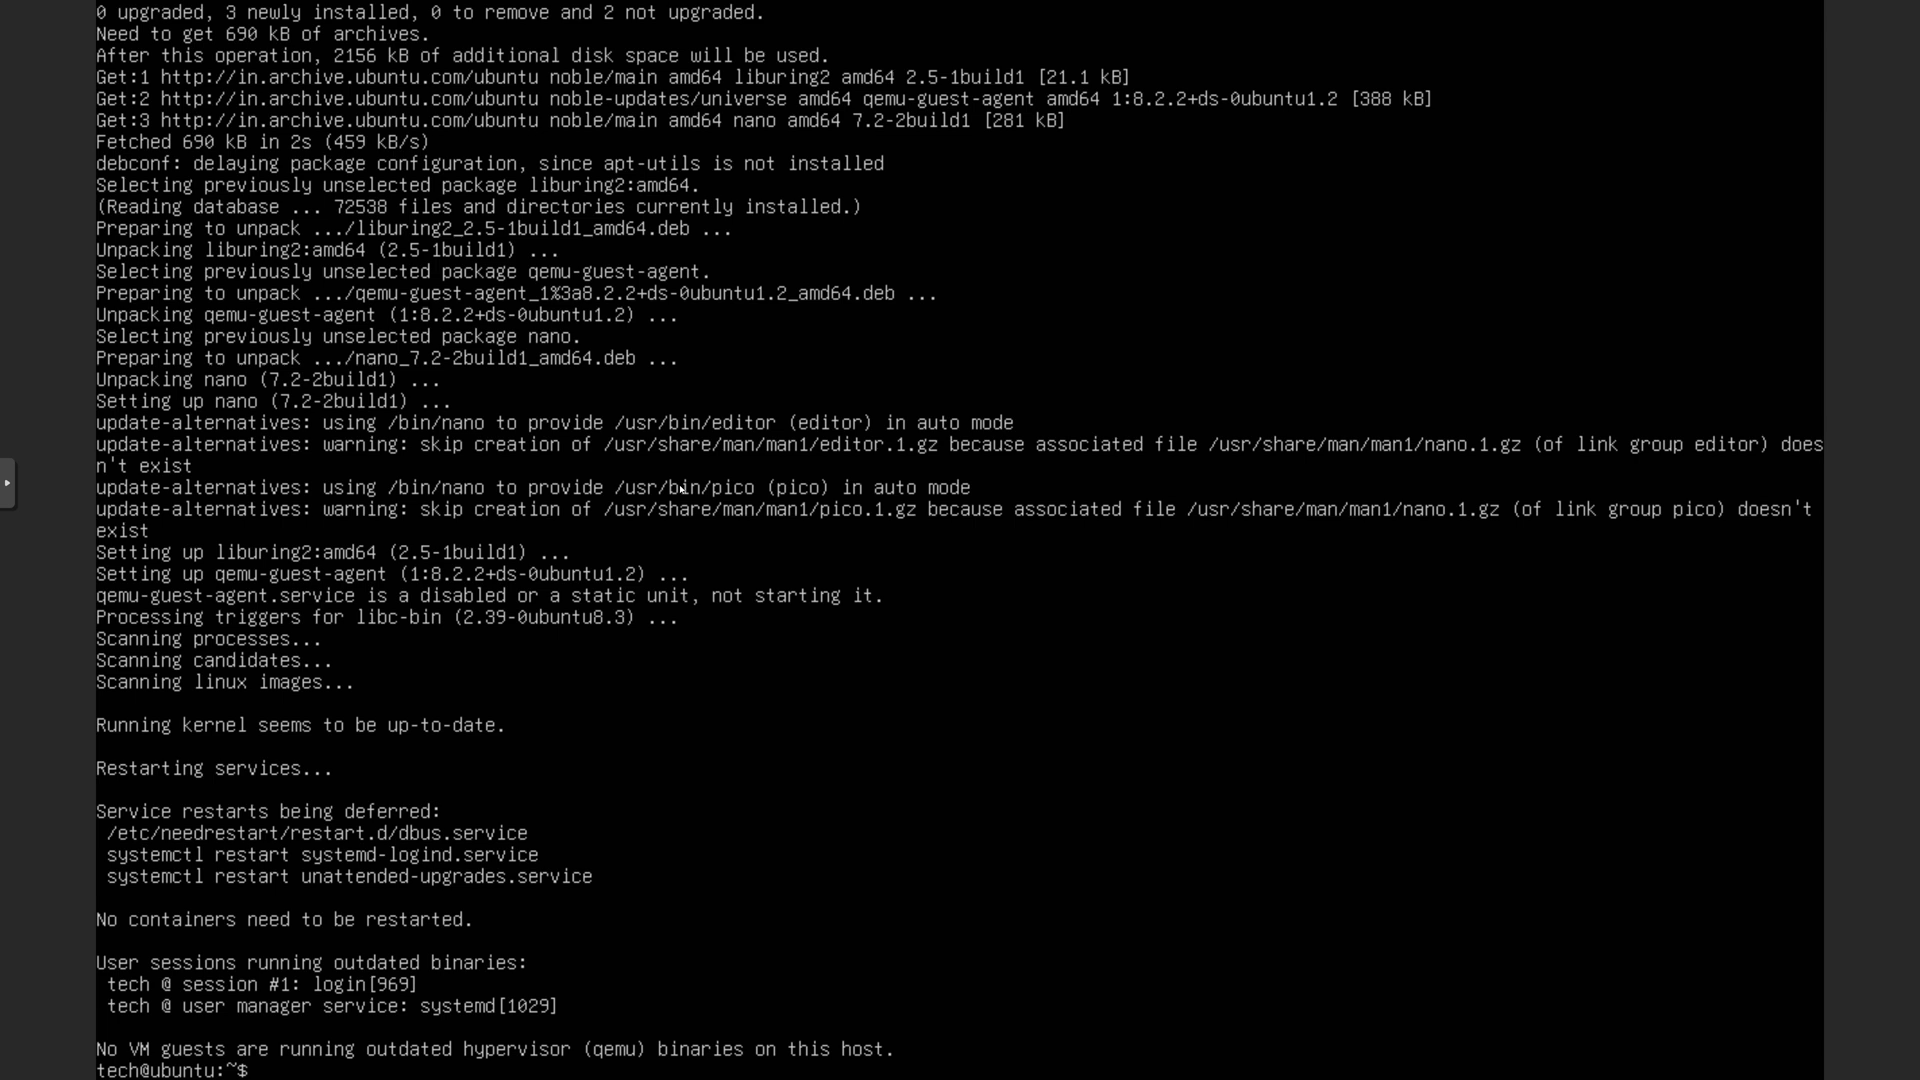 0 upgraded, 3 newly installed, 0 to remove and 2 not upgraded.
Need to get 690 kB of archives.
After this operation, 2156 kB of additional disk space will be used.
Get:1 http://in.archive.ubuntu.com/ubuntu noble/main amd64 liburing2 amd64 2.5-1build1 [21.1 kB]
Get:2 http://in.archive.ubuntu.com/ubuntu noble-updates/universe amd64 qemu-guest-agent amd64 1:8.2.2+ds-0ubuntu1.2 [388 kB]
Get:3 http://in.archive.ubuntu.com/ubuntu noble/main amd64 nano amd64 7.2-2build1 [281 kB]
Fetched 690 kB in 2s (459 kB/s)
debconf: delaying package configuration, since apt-utils is not installed
Selecting previously unselected package liburing2:amd64.
(Reading database ... 72538 files and directories currently installed.)
Preparing to unpack .../liburing2_2.5-1build1_amd64.deb ...
Unpacking liburing2:amd64 (2.5-1build1) ...
Selecting previously unselected package qemu-guest-agent.
Preparing to unpack .../qemu-guest-agent_1%3a8.2.2+ds-0ubuntu1.2_amd64.deb ...
Unpacking qemu-guest-agent (1:8.2.2+ds-0ubuntu1.2) ...
Selecting previously unselected package nano.
Preparing to unpack .../nano_7.2-2build1_amd64.deb ...
Unpacking nano (7.2-2build1) ...
Setting up nano (7.2-2build1) ...
update-alternatives: using /bin/nano to provide /usr/bin/editor (editor) in auto mode
update-alternatives: warning: skip creation of /usr/share/man/man1/editor.1.gz because associated file /usr/share/man/man1/nano.1.gz (of link group editor) does
n't exist
update-alternatives: using /bin/nano to provide /usr/bin/pico (pico) in auto mode
update-alternatives: warning: skip creation of /usr/share/man/man1/pico.1.gz because associated file /usr/share/man/man1/nano.1.gz (of link group pico) doesn't
exist
Setting up liburing2:amd64 (2.5-1build1) ...
Setting up qemu-guest-agent (1:8.2.2+ds-0ubuntu1.2) ...
qemu-guest-agent.service is a disabled or a static unit, not starting it.
Processing triggers for libc-bin (2.39-0ubuntu8.3) ...
Scanning processes...
Scanning candidates...
Scanning linux images...
Running kernel seems to be up-to-date.
Restarting services...
Service restarts being deferred:
/etc/needrestart/restart.d/dbus.service
systemctl restart systemd-logind.service
systemctl restart unattended-upgrades.service
No containers need to be restarted.
User sessions running outdated binaries:
tech @ session #1: login[969]
tech @ user manager service: systemd[1029]
No VM guests are running outdated hypervisor (qemu) binaries on this host.
tech@ubuntu:~$